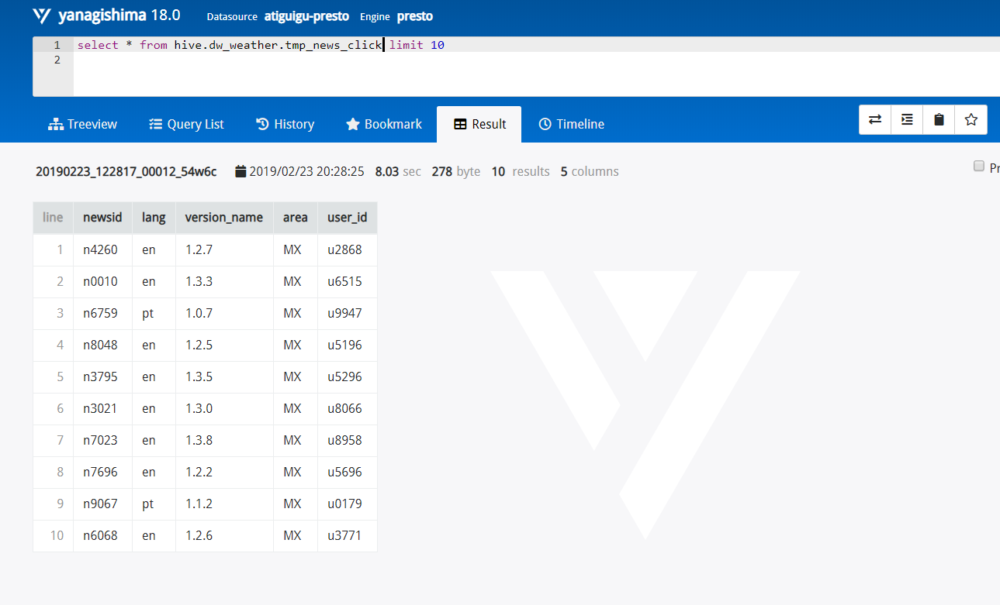 yanagishima 18.0 Datasource atiguigu-presto Engine presto
1 select * from hive.dw_weather.tmp_news_click limit 10
2
Treeview Query List History Bookmark Result Timeline
20190223_122817_00012_54w6c 2019/02/23 20:28:25 8.03 sec 278 byte 10 results 5 columns Pr
line newsid lang version_name area user_id
1 n4260 en 1.2.7 MX u2868
2 n0010 en 1.3.3 MX u6515
3 n6759 pt 1.0.7 MX u9947
4 n8048 en 1.2.5 MX u5196
5 n3795 en 1.3.5 MX u5296
6 n3021 en 1.3.0 MX u8066
7 n7023 en 1.3.8 MX u8958
8 n7696 en 1.2.2 MX u5696
9 n9067 pt 1.1.2 MX u0179
10 n6068 en 1.2.6 MX u3771